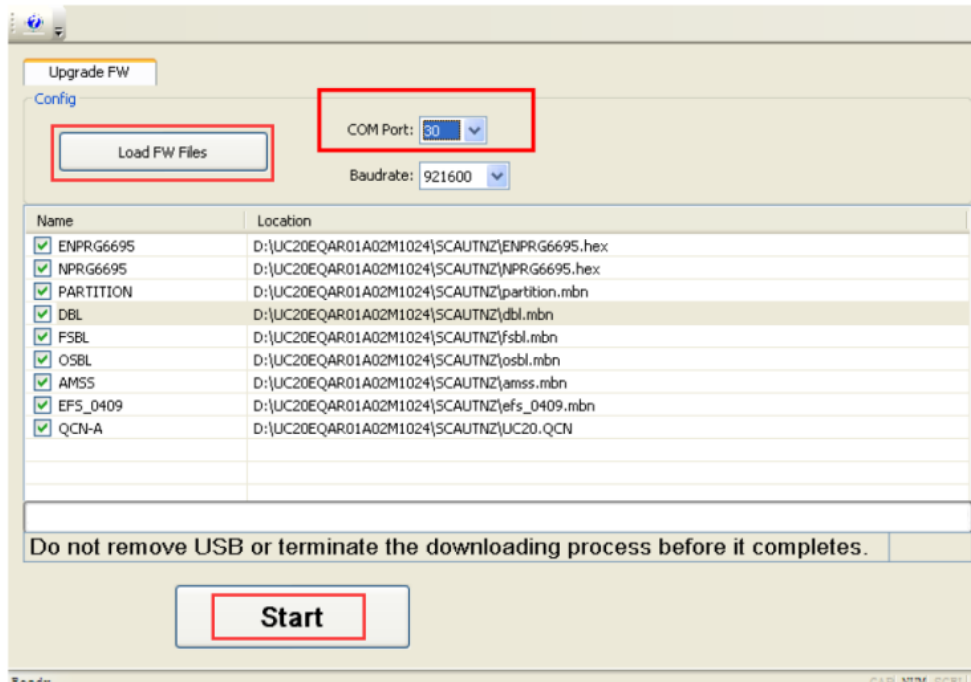 Upgrade FW
Config
Load FW Files
COM Port: 30
Baudrate: 921600
Name Location
ENPRG6695 D:\UC20EQAR01A02M1024\SCAUTNZ\ENPRG6695.hex
NPRG6695 D:\UC20EQAR01A02M1024\SCAUTNZ\NPRG6695.hex
PARTITION D:\UC20EQAR01A02M1024\SCAUTNZ\partition.mbn
DBL D:\UC20EQAR01A02M1024\SCAUTNZ\dbl.mbn
FSBL D:\UC20EQAR01A02M1024\SCAUTNZ\fsbl.mbn
OSBL D:\UC20EQAR01A02M1024\SCAUTNZ\osbl.mbn
AMSS D:\UC20EQAR01A02M1024\SCAUTNZ\amss.mbn
EFS_0409 D:\UC20EQAR01A02M1024\SCAUTNZ\efs_0409.mbn
QCN-A D:\UC20EQAR01A02M1024\SCAUTNZ\UC20.QCN
Do not remove USB or terminate the downloading process before it completes.
Start